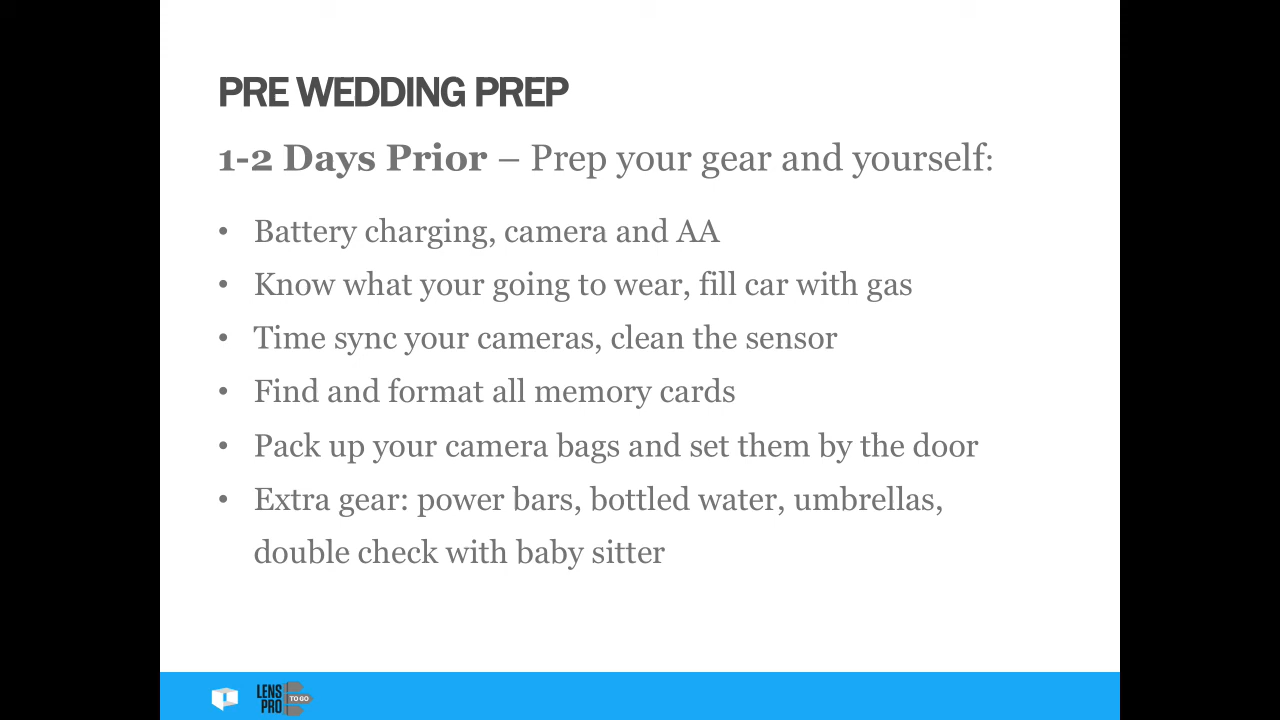 PRE WEDDING PREP
1-2 Days Prior – Prep your gear and yourself:
• Battery charging, camera and AA
• Know what your going to wear, fill car with gas
• Time sync your cameras, clean the sensor
• Find and format all memory cards
• Pack up your camera bags and set them by the door
• Extra gear: power bars, bottled water, umbrellas,
double check with baby sitter
LENS
PRO
TO GO